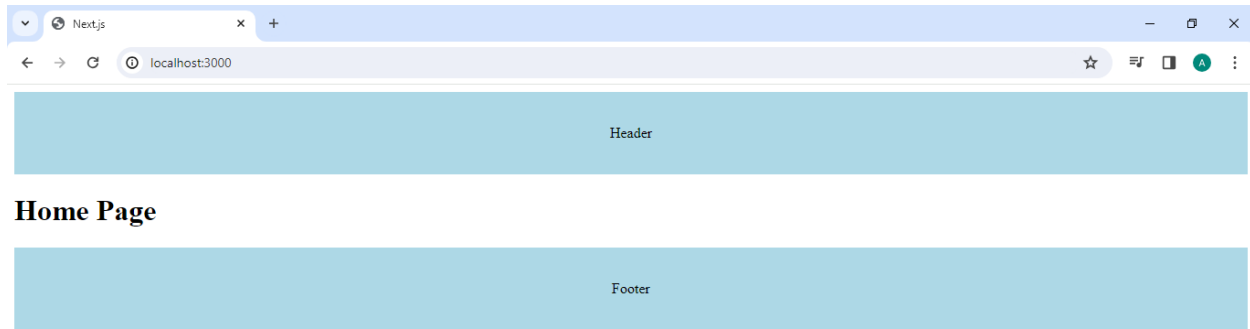 Next.js
localhost:3000
A
Header
Home Page
Footer